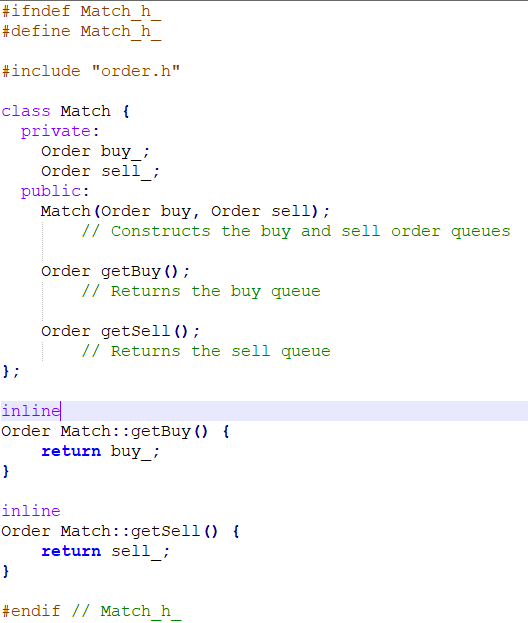 #ifndef Match_h_
#define Match_h_
#include "order.h"
class Match {
private:
Order buy_;
Order sell_;
public:
Match(Order buy, Order sell);
// Constructs the buy and sell order queues
Order getBuy();
// Returns the buy queue
Order getSell();
// Returns the sell queue
};
inline
Order Match::getBuy() {
return buy_;
}
inline
Order Match::getSell() {
return sell_;
}
#endif // Match_h_